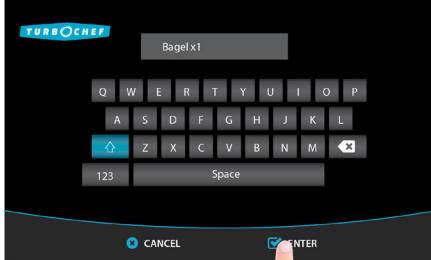 TURBOCHEF
Bagel x1
Q W E R T Y U I O P
A S D F G H J K L
Z X C V B N M
123 Space
CANCEL ENTER